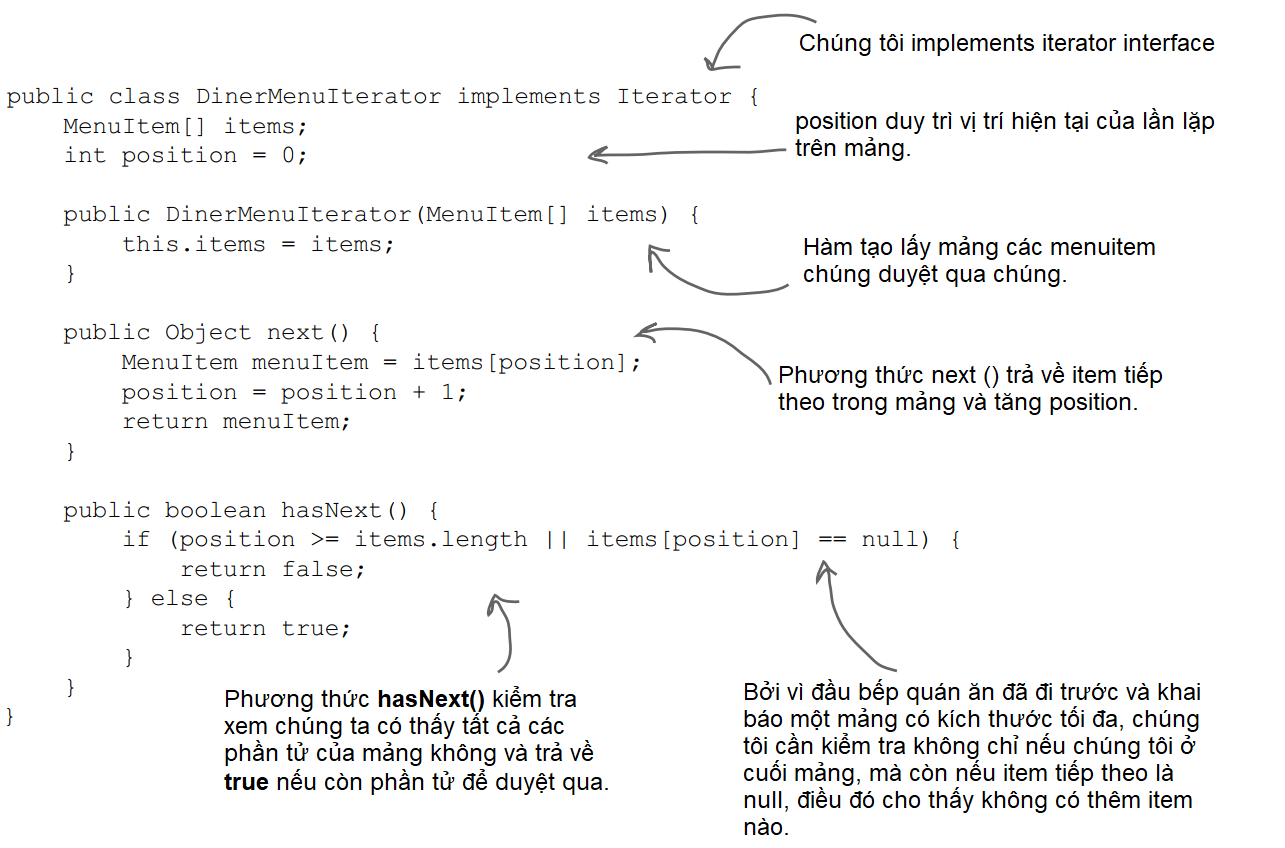 Chúng tôi implements iterator interface
public class DinerMenuIterator implements Iterator {
MenuItem[] items;
int position = 0;
position duy trì vị trí hiện tại của lần lặp
trên mảng.
public DinerMenuIterator(MenuItem[] items) {
this.items = items;
}
Hàm tạo lấy mảng các menuitem
chúng duyệt qua chúng.
public Object next() {
MenuItem menuItem = items[position];
position = position + 1;
return menuItem;
}
Phương thức next () trả về item tiếp
theo trong mảng và tăng position.
public boolean hasNext() {
if (position >= items.length || items[position] == null) {
return false;
} else {
return true;
}
}
}
Phương thức hasNext() kiểm tra
xem chúng ta có thấy tất cả các
phần tử của mảng không và trả về
true nếu còn phần tử để duyệt qua.
Bởi vì đầu bếp quán ăn đã đi trước và khai
báo một mảng có kích thước tối đa, chúng
tôi cần kiểm tra không chỉ nếu chúng tôi ở
cuối mảng, mà còn nếu item tiếp theo là
null, điều đó cho thấy không có thêm item
nào.